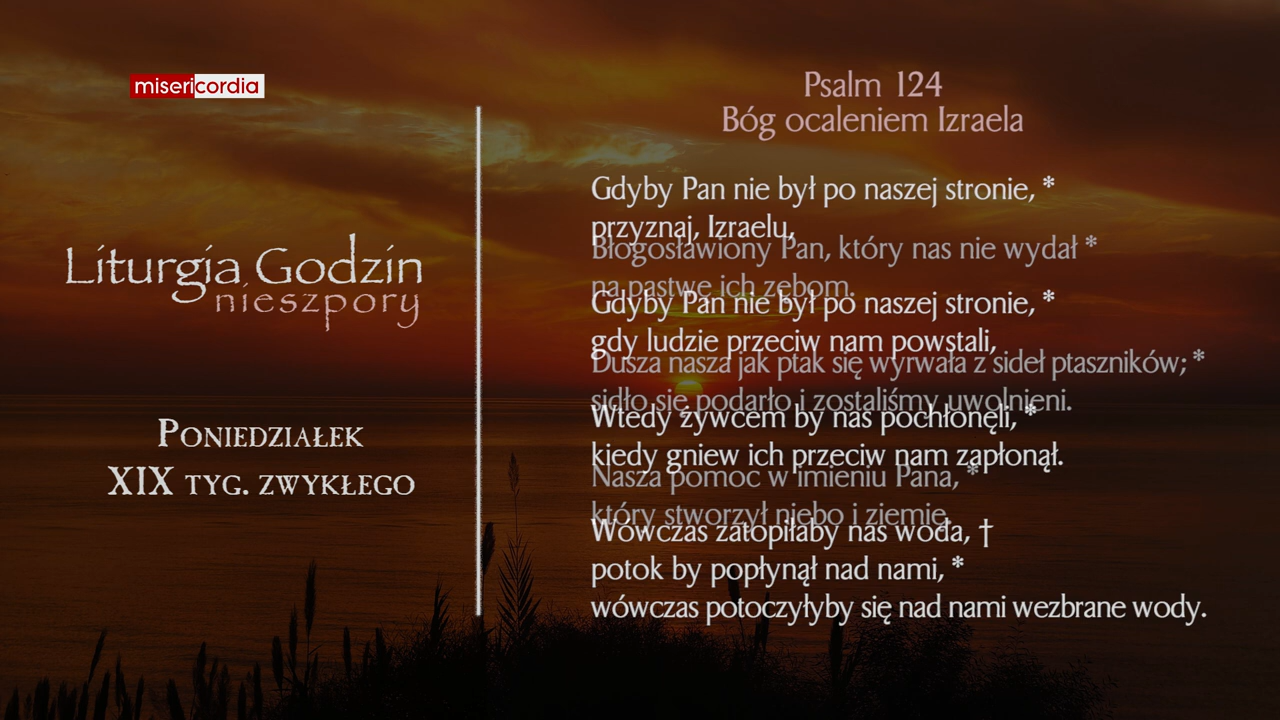 misericordia
Liturgia Godzin
nieszpory
Poniedziałek
XIX tyg. zwykłego
Psalm 124
Bóg ocaleniem Izraela
Gdyby Pan nie był po naszej stronie, *
przyznaj, Izraelu,
Błogosławiony Pan, który nas nie wydał *
na pastwę ich zębom.
Gdyby Pan nie był po naszej stronie, *
gdy ludzie przeciw nam powstali,
Dusza nasza jak ptak się wyrwała z sideł ptaszników; *
sidło się podarło i zostaliśmy uwolnieni.
Wtedy żywcem by nas pochłonęli, *
kiedy gniew ich przeciw nam zapłonął.
Nasza pomoc w imieniu Pana, *
który stworzył niebo i ziemię.
Wówczas zatopiłaby nas woda, †
potok by popłynął nad nami, *
wówczas potoczyłyby się nad nami wezbrane wody.